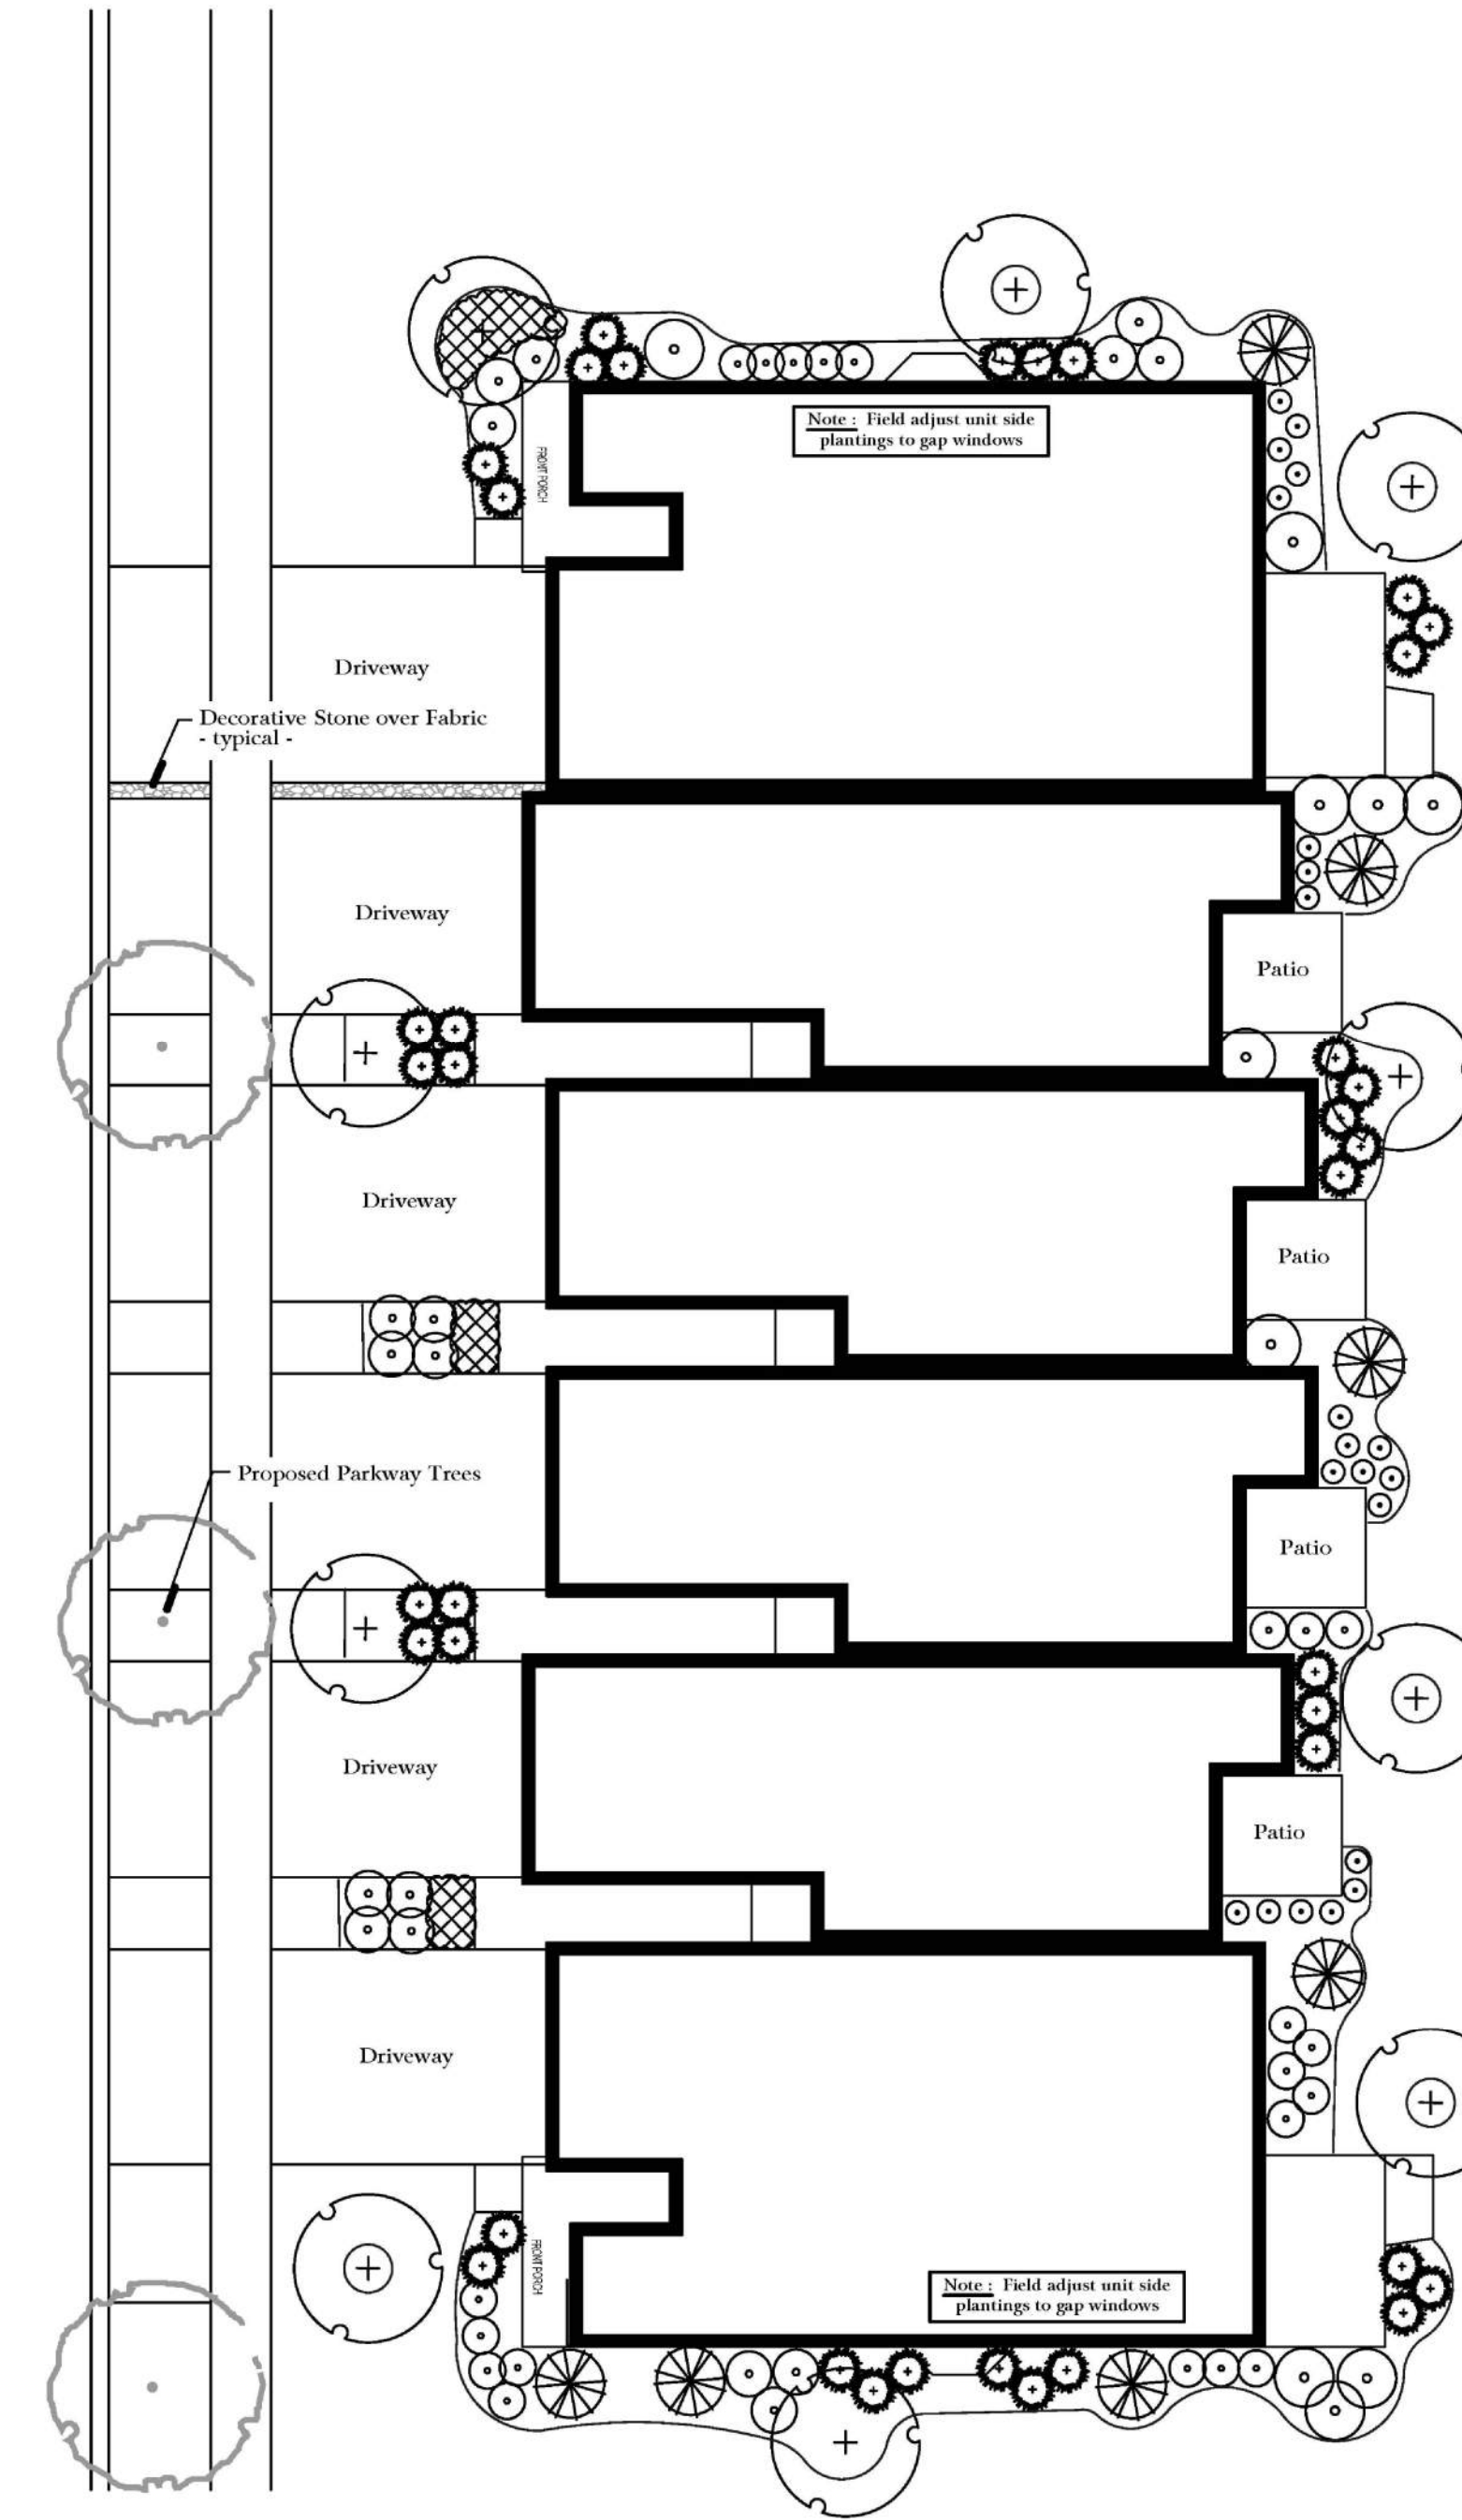 Note : Field adjust unit side
plantings to gap windows
FRONT PORCH
Driveway
Decorative Stone over Fabric
- typical -
Driveway
Patio
Driveway
Patio
Proposed Parkway Trees
Patio
Driveway
Patio
Driveway
FRONT PORCH
Note : Field adjust unit side
plantings to gap windows